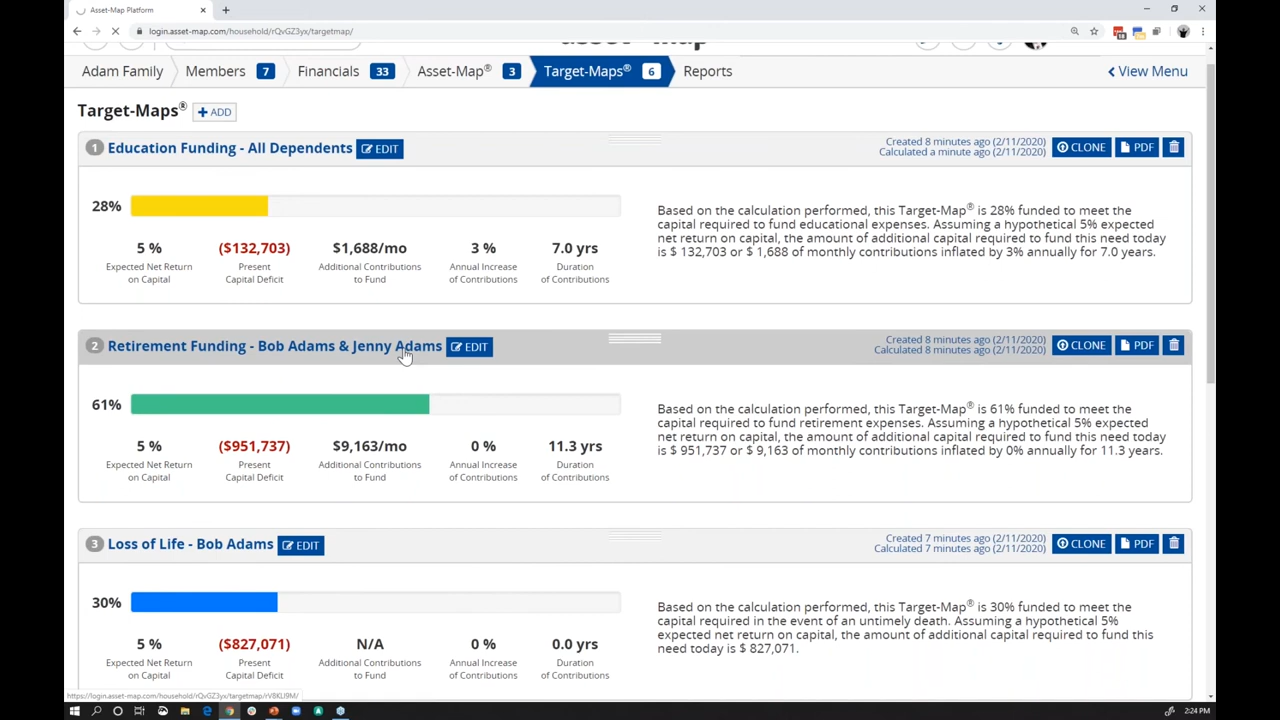 Asset-Map Platform
login.asset-map.com/household/rQvGZ3yx/targetmap/
Adam Family
Members 7
Financials 33
Asset-Map® 3
Target-Maps® 6
Reports
View Menu
Target-Maps®
ADD
1 Education Funding - All Dependents EDIT
Created 8 minutes ago (2/11/2020)
Calculated a minute ago (2/11/2020)
CLONE PDF
28%
5 % ($132,703) $1,688/mo 3 % 7.0 yrs
Expected Net Return Present Additional Contributions Annual Increase Duration
on Capital Capital Deficit to Fund of Contributions of Contributions
Based on the calculation performed, this Target-Map® is 28% funded to meet the
capital required to fund educational expenses. Assuming a hypothetical 5% expected
net return on capital, the amount of additional capital required to fund this need today
is $ 132,703 or $ 1,688 of monthly contributions inflated by 3% annually for 7.0 years.
2 Retirement Funding - Bob Adams & Jenny Adams EDIT
Created 8 minutes ago (2/11/2020)
Calculated 8 minutes ago (2/11/2020)
CLONE PDF
61%
5 % ($951,737) $9,163/mo 0 % 11.3 yrs
Expected Net Return Present Additional Contributions Annual Increase Duration
on Capital Capital Deficit to Fund of Contributions of Contributions
Based on the calculation performed, this Target-Map® is 61% funded to meet the
capital required to fund retirement expenses. Assuming a hypothetical 5% expected
net return on capital, the amount of additional capital required to fund this need today
is $ 951,737 or $ 9,163 of monthly contributions inflated by 0% annually for 11.3 years.
3 Loss of Life - Bob Adams EDIT
Created 7 minutes ago (2/11/2020)
Calculated 7 minutes ago (2/11/2020)
CLONE PDF
30%
5 % ($827,071) N/A 0 % 0.0 yrs
Expected Net Return Present Additional Contributions Annual Increase Duration
on Capital Capital Deficit to Fund of Contributions of Contributions
Based on the calculation performed, this Target-Map® is 30% funded to meet the
capital required in the event of an untimely death. Assuming a hypothetical 5%
expected net return on capital, the amount of additional capital required to fund this
need today is $ 827,071.
https://login.asset-map.com/household/rQvGZ3yx/targetmap/rV8KLI9M/
2:24 PM